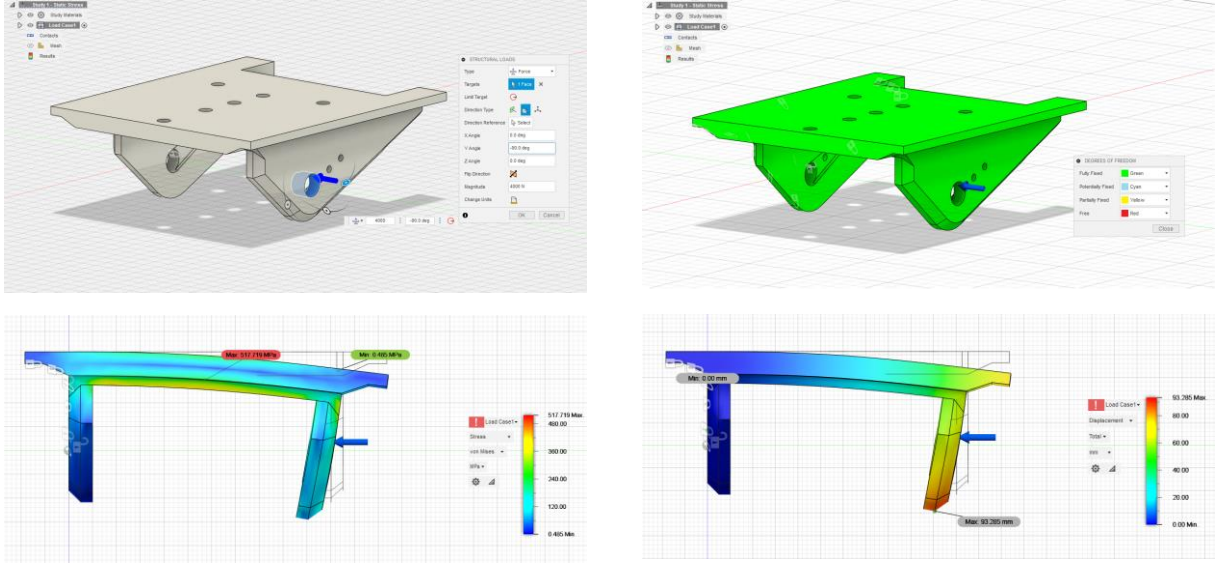 Study 1 - Static Stress
Study Materials
Load Case1
Contacts
Mesh
Results
STRUCTURAL LOADS
Type Force
Targets 1 Face
Limit Target
Direction Type
Direction Reference Select
X Angle 0.0 deg
Y Angle -90.0 deg
Z Angle 0.0 deg
Flip Direction
Magnitude 4000 N
Change Units
OK Cancel
4000 -90.0 deg
Study 1 - Static Stress
Study Materials
Load Case1
Contacts
Mesh
Results
DEGREES OF FREEDOM
Fully Fixed Green
Potentially Fixed Cyan
Partially Fixed Yellow
Free Red
Close
Max: 517.719 MPa
Min: 0.485 MPa
Load Case1
Stress
von Mises
MPa
517.719 Max.
480.00
360.00
240.00
120.00
0.485 Min.
Min: 0.00 mm
Max: 93.285 mm
Load Case1
Displacement
Total
mm
93.285 Max.
80.00
60.00
40.00
20.00
0.00 Min.